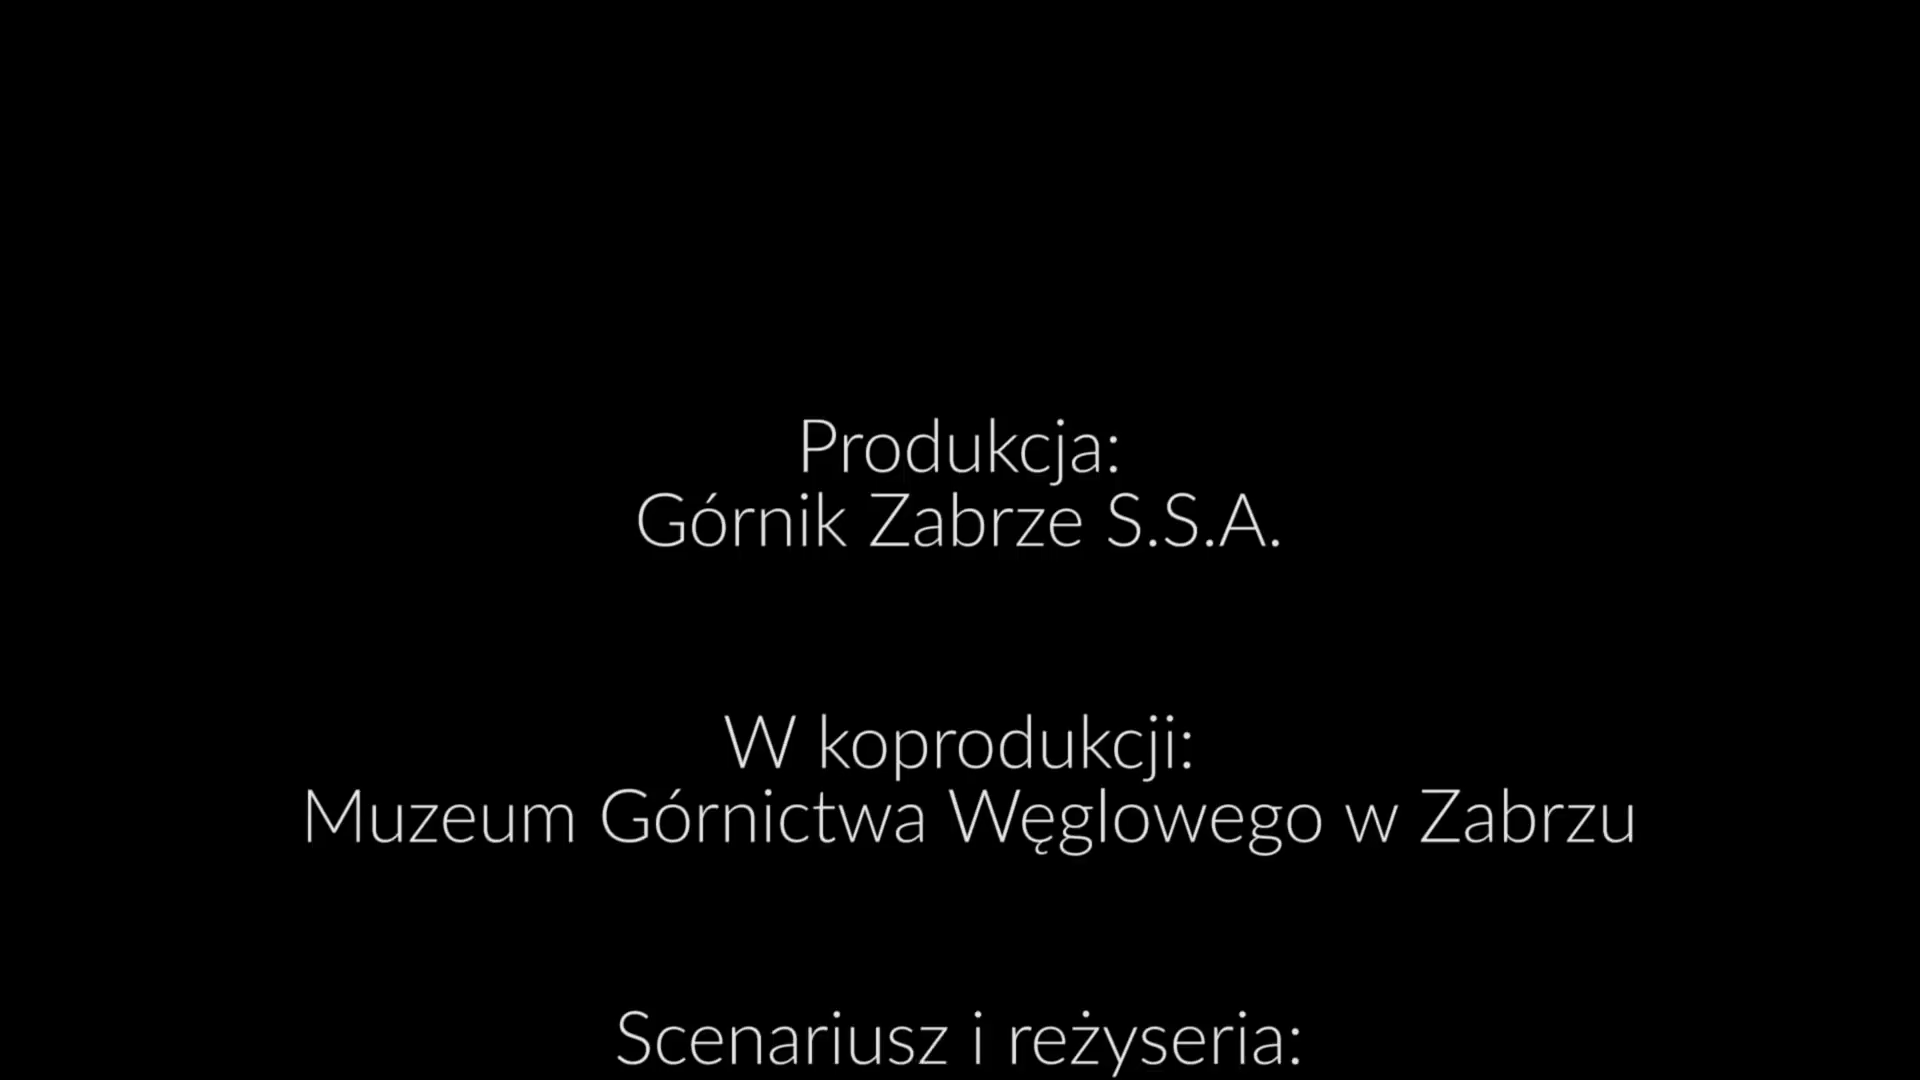 Produkcja:
Górnik Zabrze S.S.A.
W koprodukcji:
Muzeum Górnictwa Węglowego w Zabrzu
Scenariusz i reżyseria: